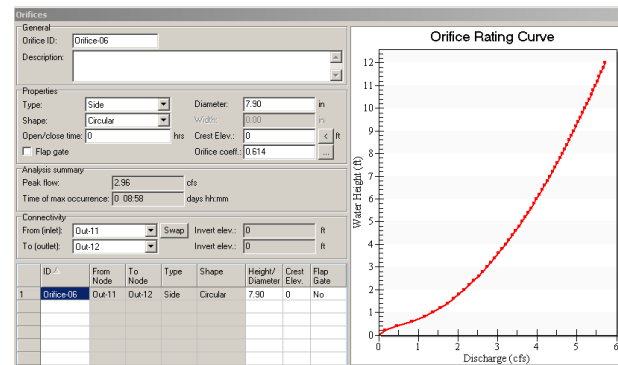 Orifices
General
Orifice ID: Orifice-06
Description:
Properties
Type: Side Diameter: 7.90 in
Shape: Circular Width: 0.00 in
Open/close time: 0 hrs Crest Elev.: 0 < ft
Flap gate Orifice coeff.: 0.614 ...
Analysis summary
Peak flow: 2.96 cfs
Time of max occurrence: 0 08:58 days hh:mm
Connectivity
From (inlet): Out-11 Swap Invert elev.: 0 ft
To (outlet): Out-12 Invert elev.: 0 ft
ID From Node To Node Type Shape Height/ Diameter Crest Elev. Flap Gate
1 Orifice-06 Out-11 Out-12 Side Circular 7.90 0 No
Orifice Rating Curve
Water Height (ft)
12
11
10
9
8
7
6
5
4
3
2
1
0
0 1 2 3 4 5 6
Discharge (cfs)